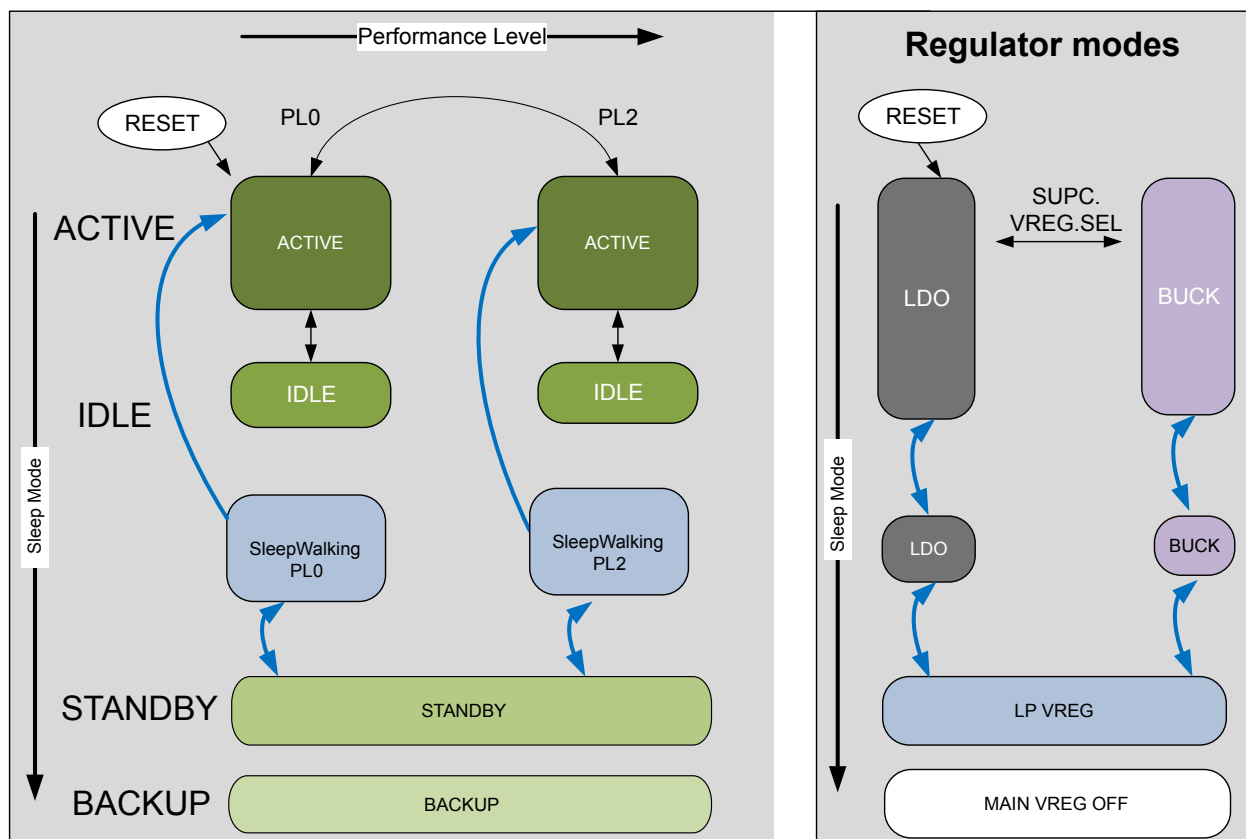 Performance Level
RESET
PL0
PL2
ACTIVE
ACTIVE
ACTIVE
IDLE
IDLE
IDLE
Sleep Mode
SleepWalking
PL0
SleepWalking
PL2
STANDBY
STANDBY
BACKUP
BACKUP
Regulator modes
RESET
SUPC.
VREG.SEL
LDO
BUCK
Sleep Mode
LDO
BUCK
LP VREG
MAIN VREG OFF